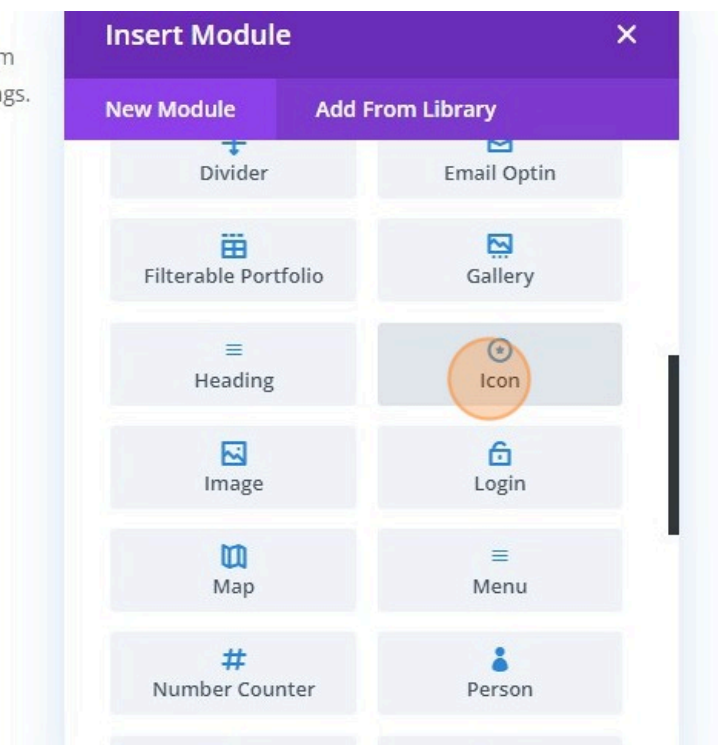 Insert Module
New Module Add From Library
Divider Email Optin
Filterable Portfolio Gallery
Heading Icon
Image Login
Map Menu
Number Counter Person